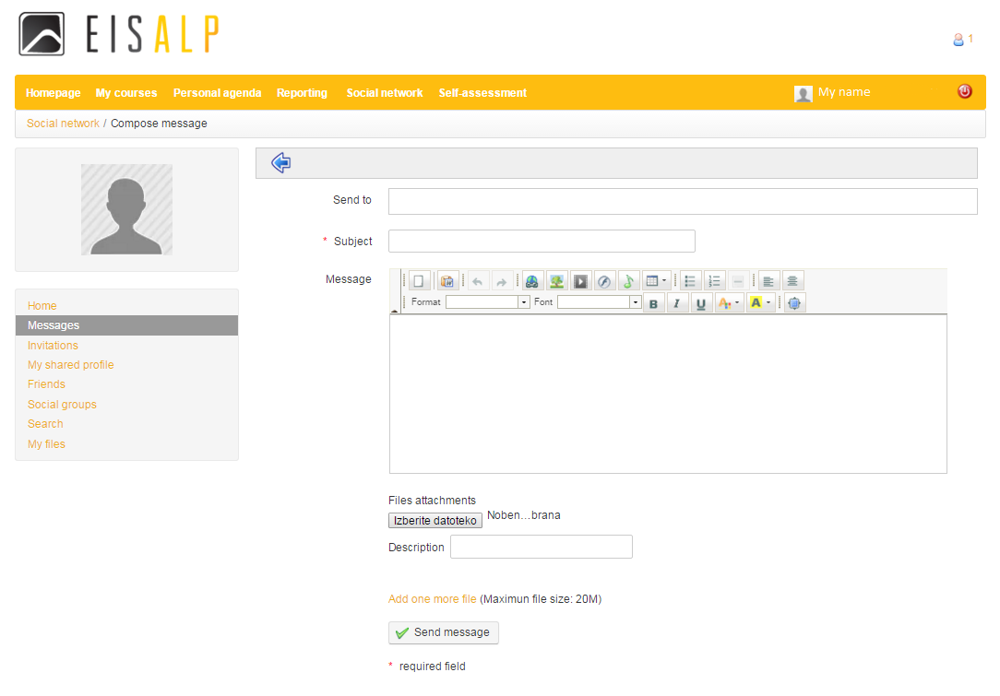 EISALP
1
Homepage My courses Personal agenda Reporting Social network Self-assessment My name
Social network / Compose message
Send to
* Subject
Message
Format Font
B I U A A
Home
Messages
Invitations
My shared profile
Friends
Social groups
Search
My files
Files attachments
Izberite datoteko Noben...brana
Description
Add one more file (Maximun file size: 20M)
Send message
* required field